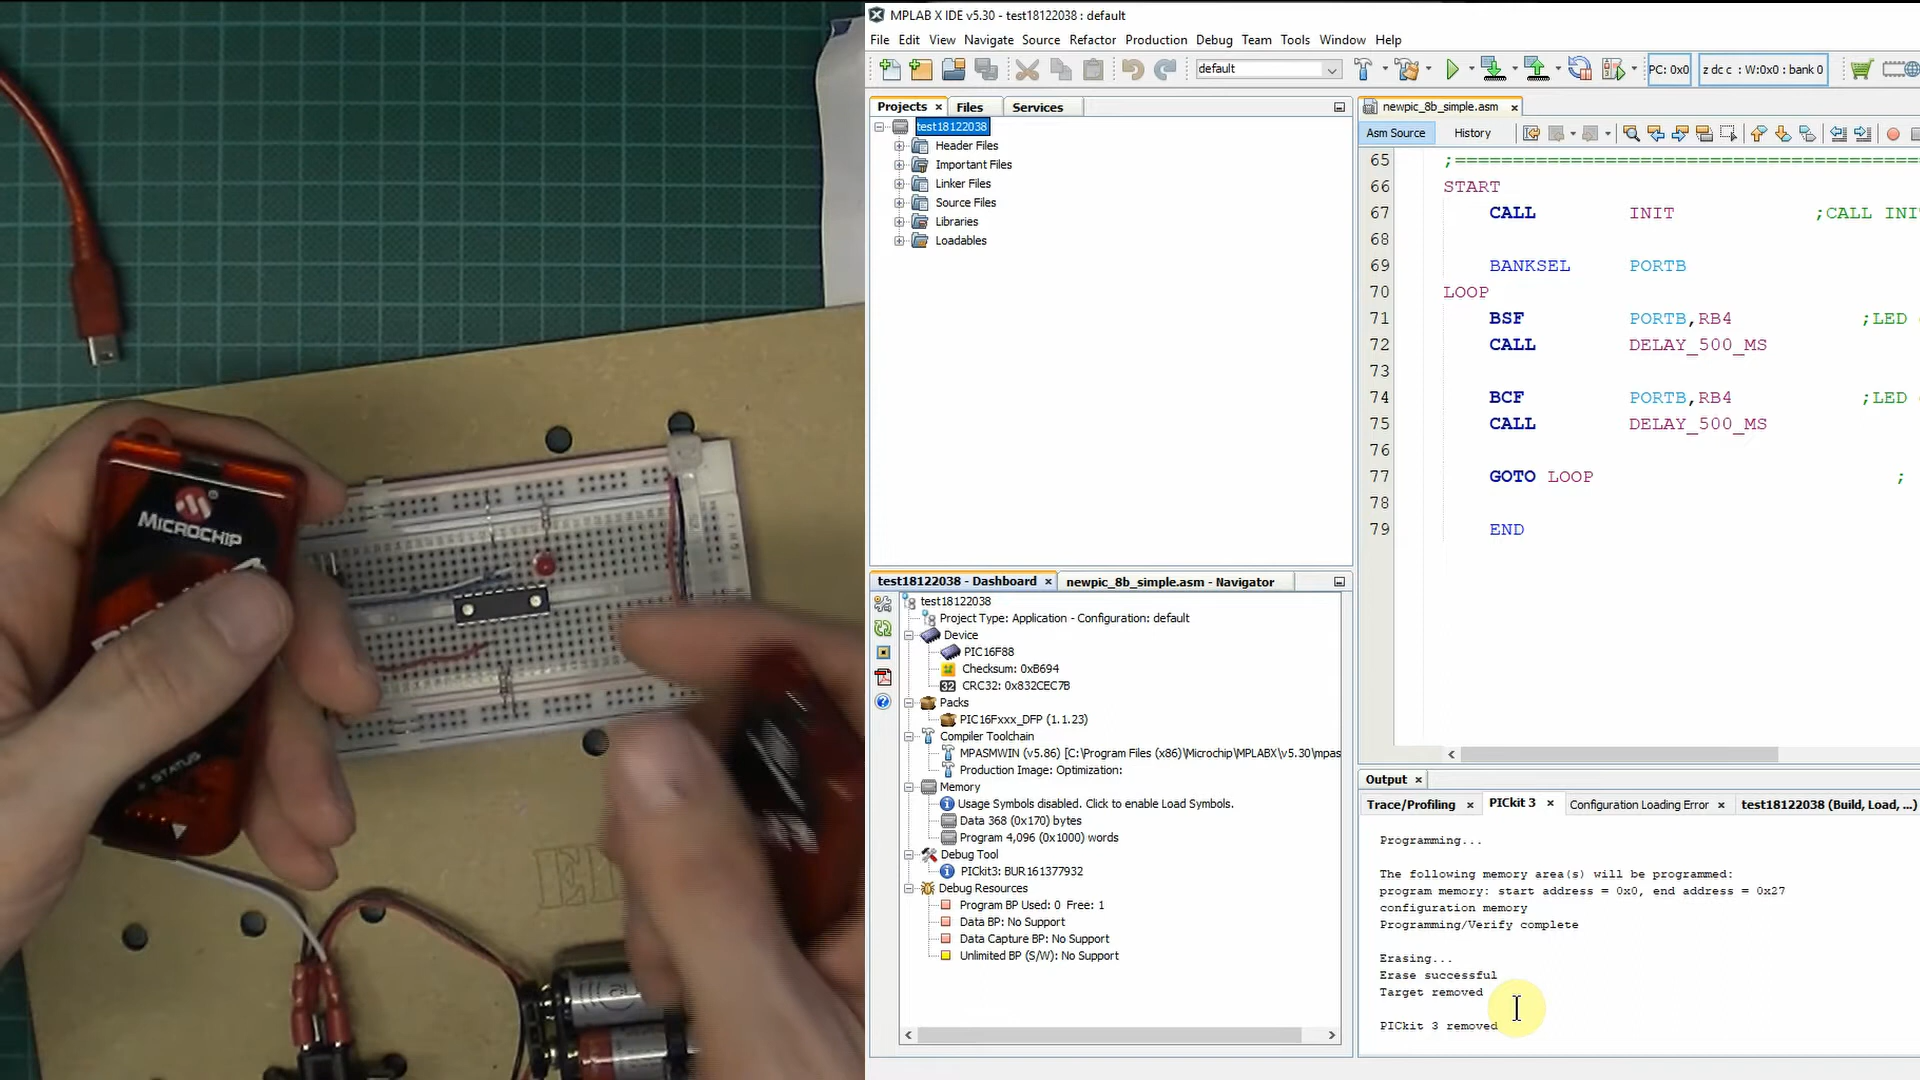 MPLAB X IDE v5.30 - test18122038 : default
File Edit View Navigate Source Refactor Production Debug Team Tools Window Help
default
PC: 0x0
z dc c : W:0x0 : bank 0
Projects Files Services
test18122038
Header Files
Important Files
Linker Files
Source Files
Libraries
Loadables
test18122038 - Dashboard
newpic_8b_simple.asm - Navigator
test18122038
Project Type: Application - Configuration: default
Device
PIC16F88
Checksum: 0xB694
CRC32: 0x832CEC7B
Packs
PIC16Fxxx_DFP (1.1.23)
Compiler Toolchain
MPASMWIN (v5.86) [C:\Program Files (x86)\Microchip\MPLABX\v5.30\mpas
Production Image: Optimization:
Memory
Usage Symbols disabled. Click to enable Load Symbols.
Data 368 (0x170) bytes
Program 4,096 (0x1000) words
Debug Tool
PICkit3: BUR161377932
Debug Resources
Program BP Used: 0 Free: 1
Data BP: No Support
Data Capture BP: No Support
Unlimited BP (S/W): No Support
newpic_8b_simple.asm
Asm Source History
65 ;========================================
66 START
67 CALL INIT ;CALL INI
68
69 BANKSEL PORTB
70 LOOP
71 BSF PORTB,RB4 ;LED
72 CALL DELAY_500_MS
73
74 BCF PORTB,RB4 ;LED
75 CALL DELAY_500_MS
76
77 GOTO LOOP ;
78
79 END
Output
Trace/Profiling PICkit 3 Configuration Loading Error test18122038 (Build, Load, ...)
Programming...
The following memory area(s) will be programmed:
program memory: start address = 0x0, end address = 0x27
configuration memory
Programming/Verify complete
Erasing...
Erase successful
Target removed
PICkit 3 removed
MICROCHIP
STATUS